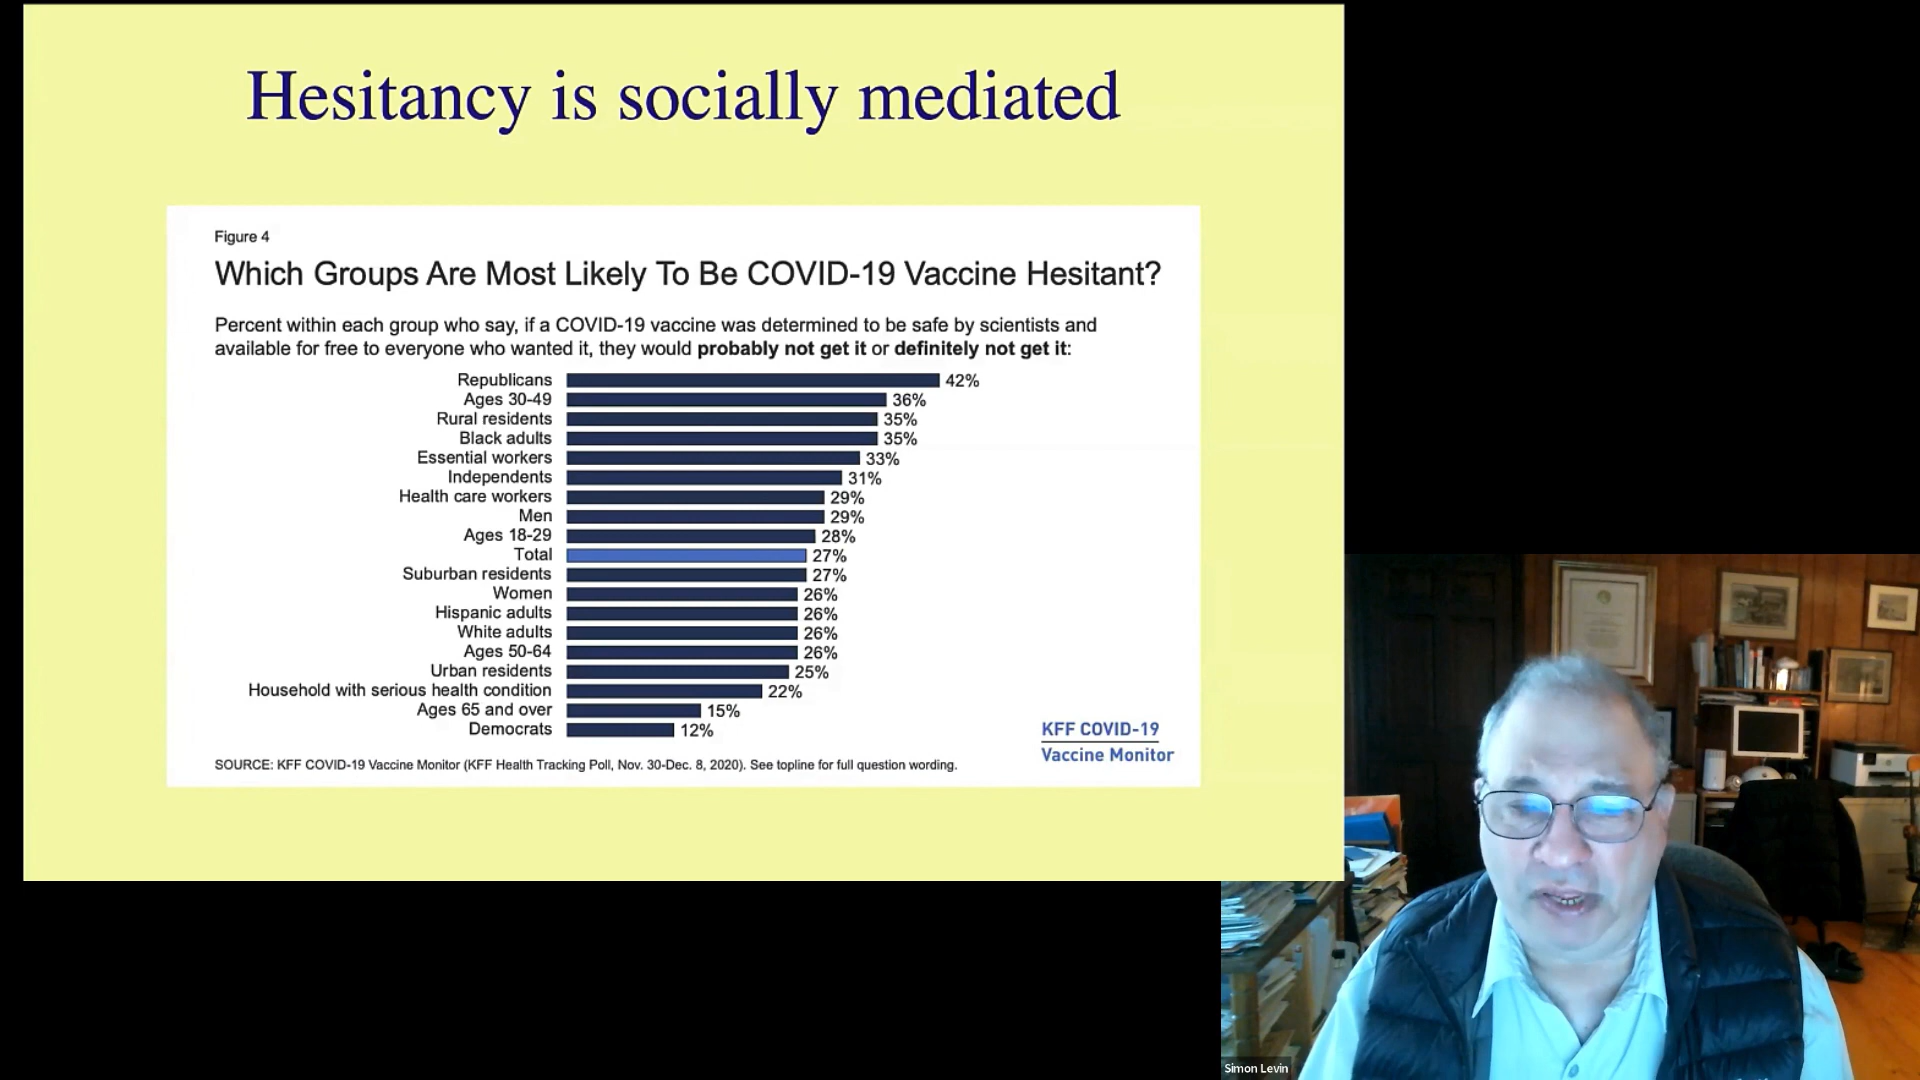 Hesitancy is socially mediated
Figure 4
Which Groups Are Most Likely To Be COVID-19 Vaccine Hesitant?
Percent within each group who say, if a COVID-19 vaccine was determined to be safe by scientists and
available for free to everyone who wanted it, they would probably not get it or definitely not get it:
Republicans 42%
Ages 30-49 36%
Rural residents 35%
Black adults 35%
Essential workers 33%
Independents 31%
Health care workers 29%
Men 29%
Ages 18-29 28%
Total 27%
Suburban residents 27%
Women 26%
Hispanic adults 26%
White adults 26%
Ages 50-64 26%
Urban residents 25%
Household with serious health condition 22%
Ages 65 and over 15%
Democrats 12%
KFF COVID-19
Vaccine Monitor
SOURCE: KFF COVID-19 Vaccine Monitor (KFF Health Tracking Poll, Nov. 30-Dec. 8, 2020). See topline for full question wording.
Simon Levin